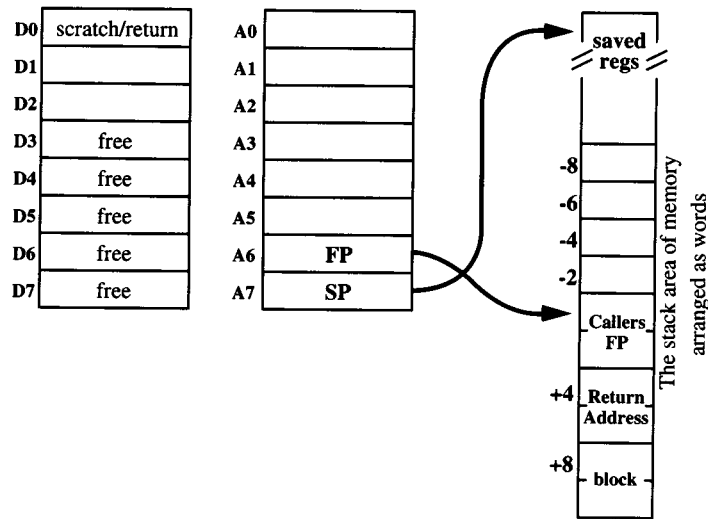 D0 scratch/return
D1
D2
D3 free
D4 free
D5 free
D6 free
D7 free
A0
A1
A2
A3
A4
A5
A6 FP
A7 SP
saved
regs
-8
-6
-4
-2
Callers
FP
+4 Return
Address
+8
block
The stack area of memory
arranged as words